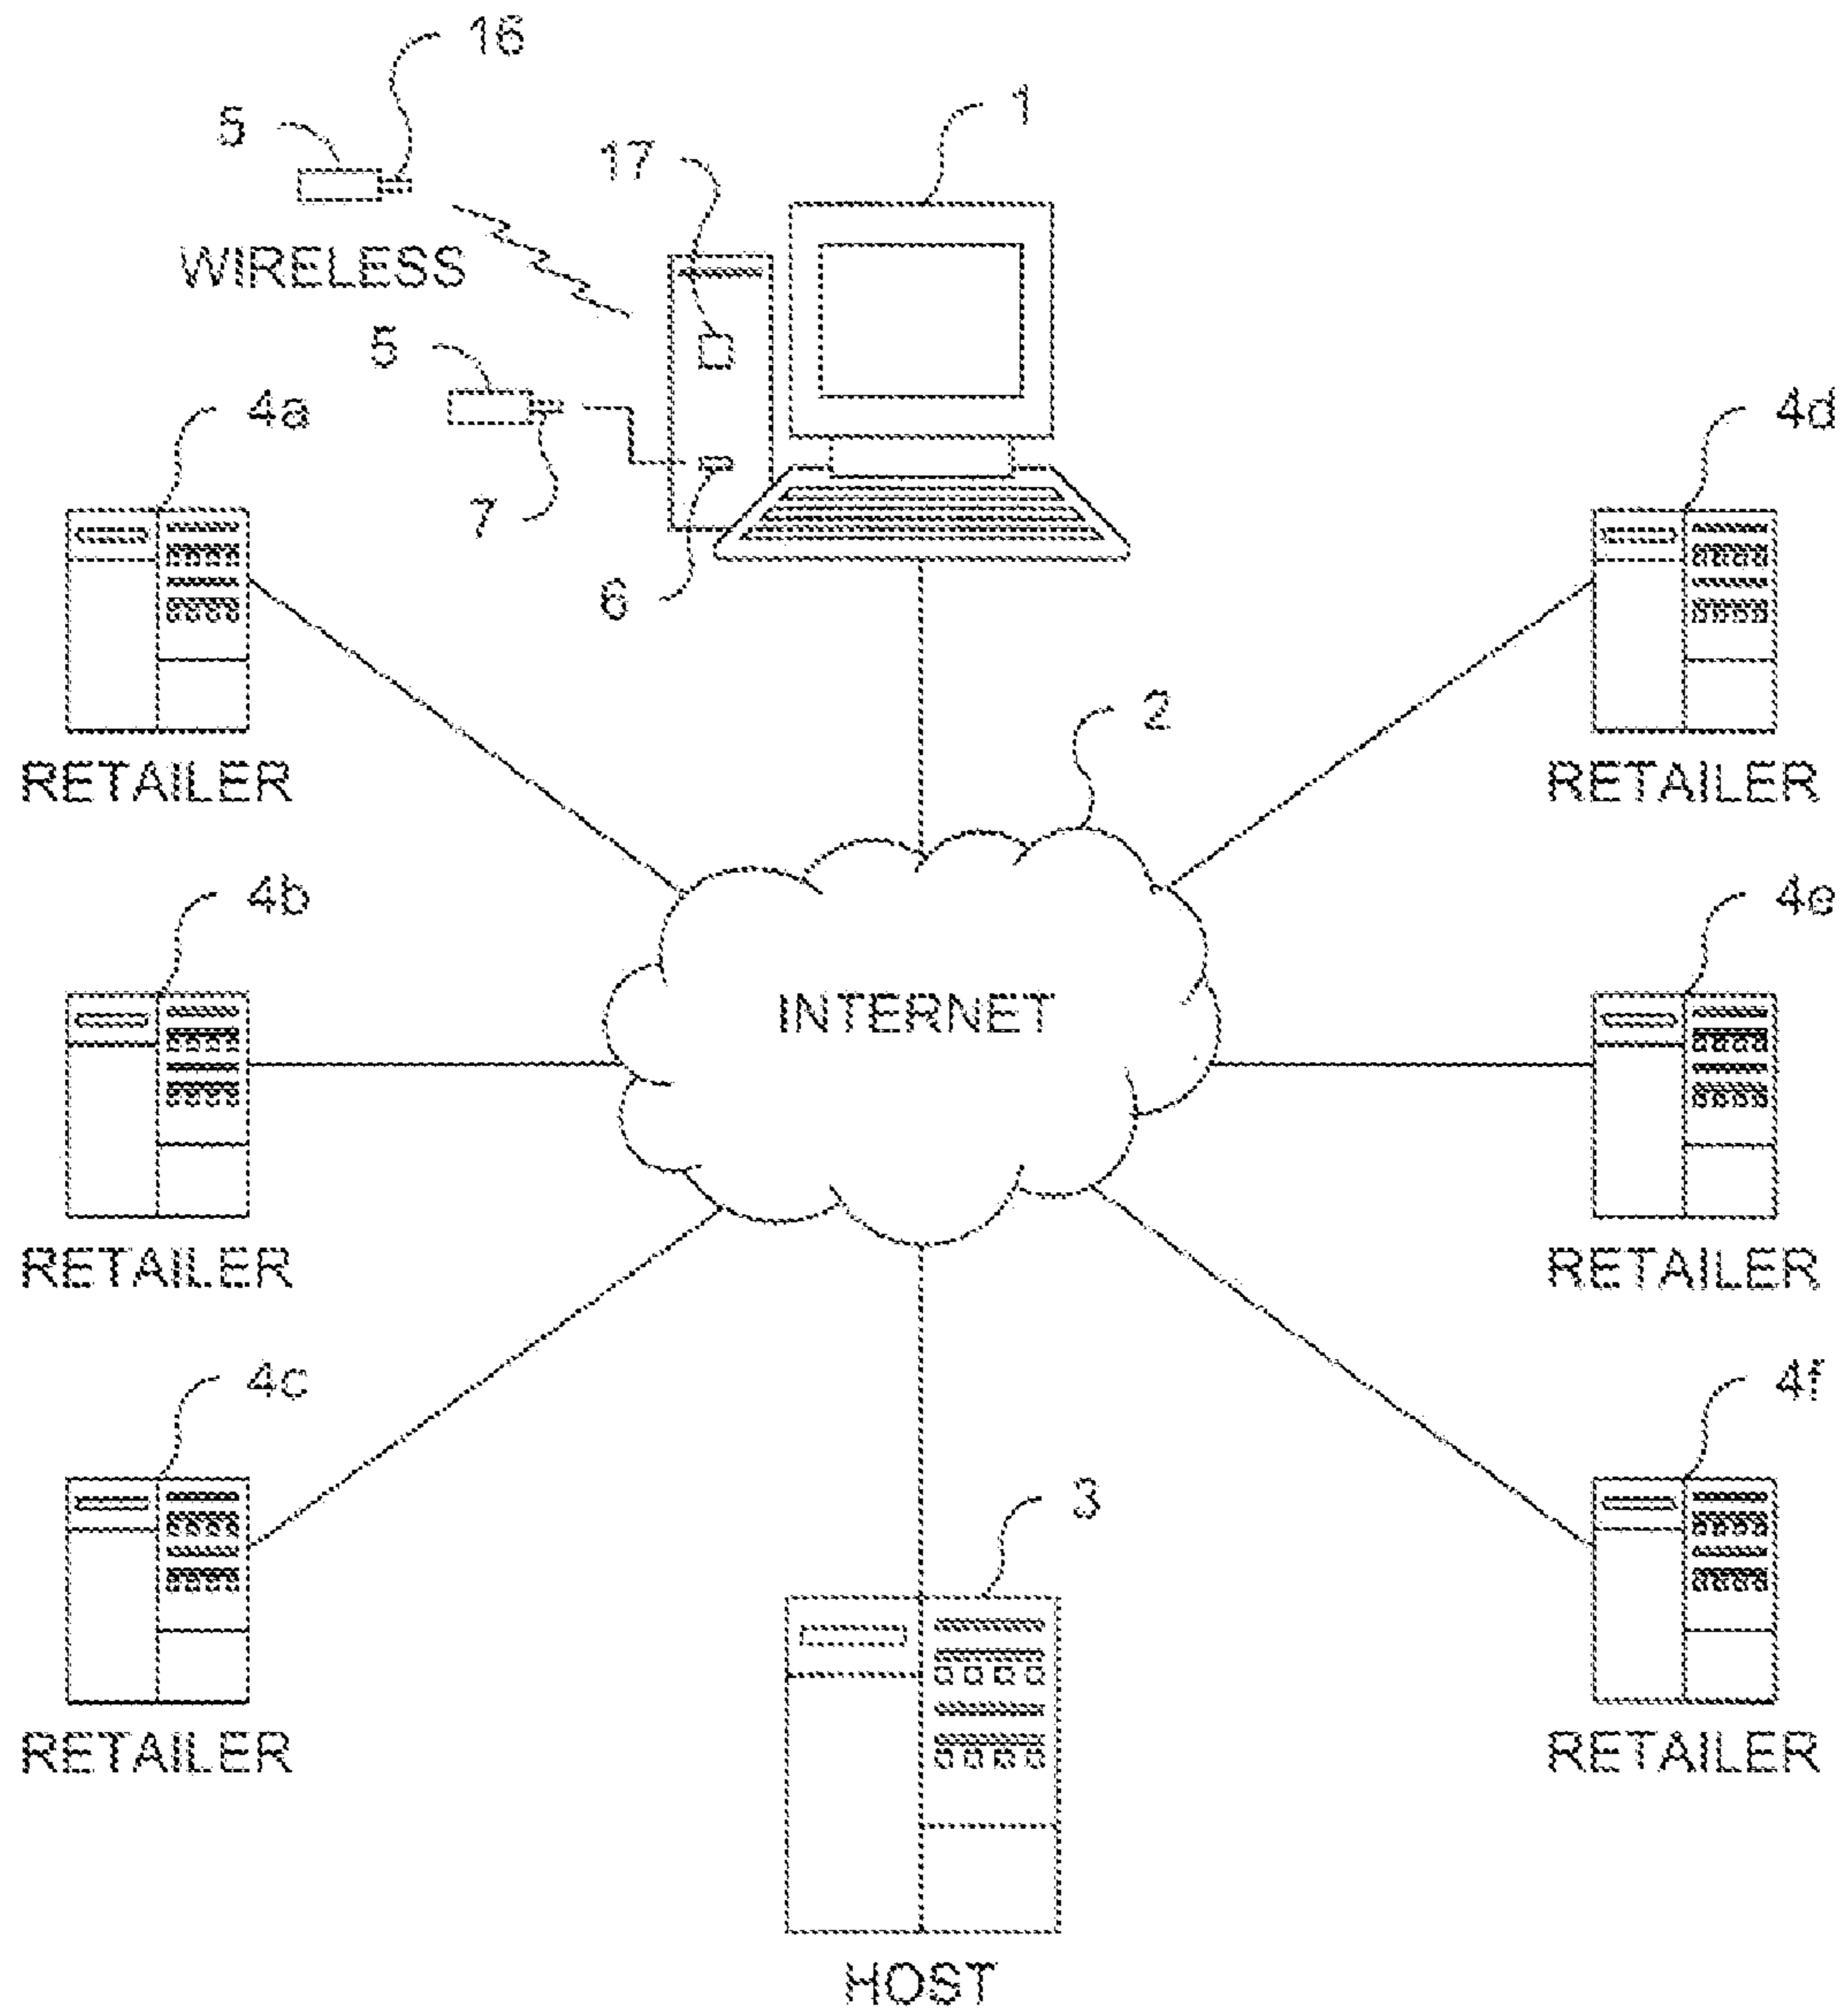 16
5
1
17
WIRELESS
5
4a
4d
7
6
2
RETAILER
RETAILER
4b
4e
INTERNET
RETAILER
RETAILER
4c
4f
3
RETAILER
RETAILER
HOST